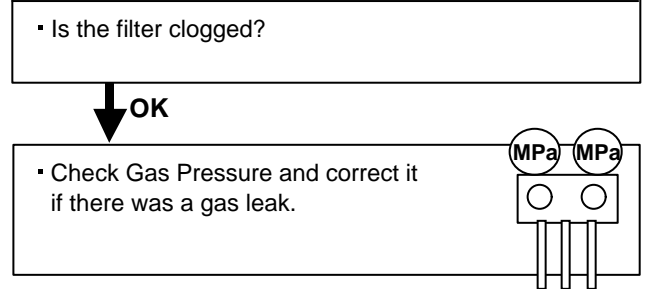 ▪ Is the filter clogged?
OK
MPa MPa
▪ Check Gas Pressure and correct it
if there was a gas leak.